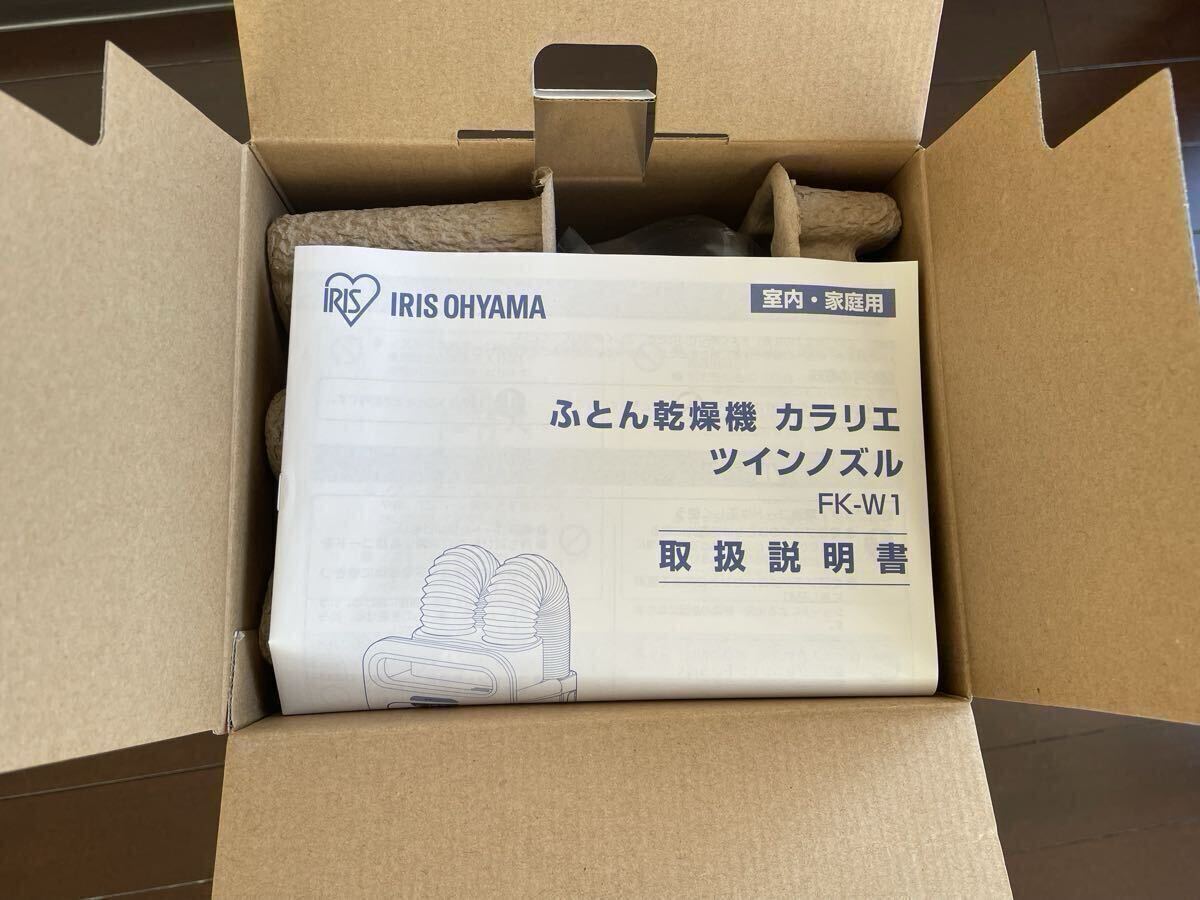 IRIS
IRIS OHYAMA
室内・家庭用
ふとん乾燥機 カラリエ
ツインノズル
FK-W1
取扱説明書